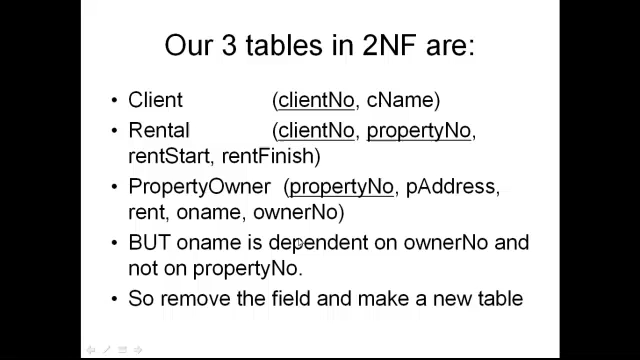 Our 3 tables in 2NF are:
• Client (clientNo, cName)
• Rental (clientNo, propertyNo,
rentStart, rentFinish)
• PropertyOwner (propertyNo, pAddress,
rent, oname, ownerNo)
• BUT oname is dependent on ownerNo and
not on propertyNo.
• So remove the field and make a new table